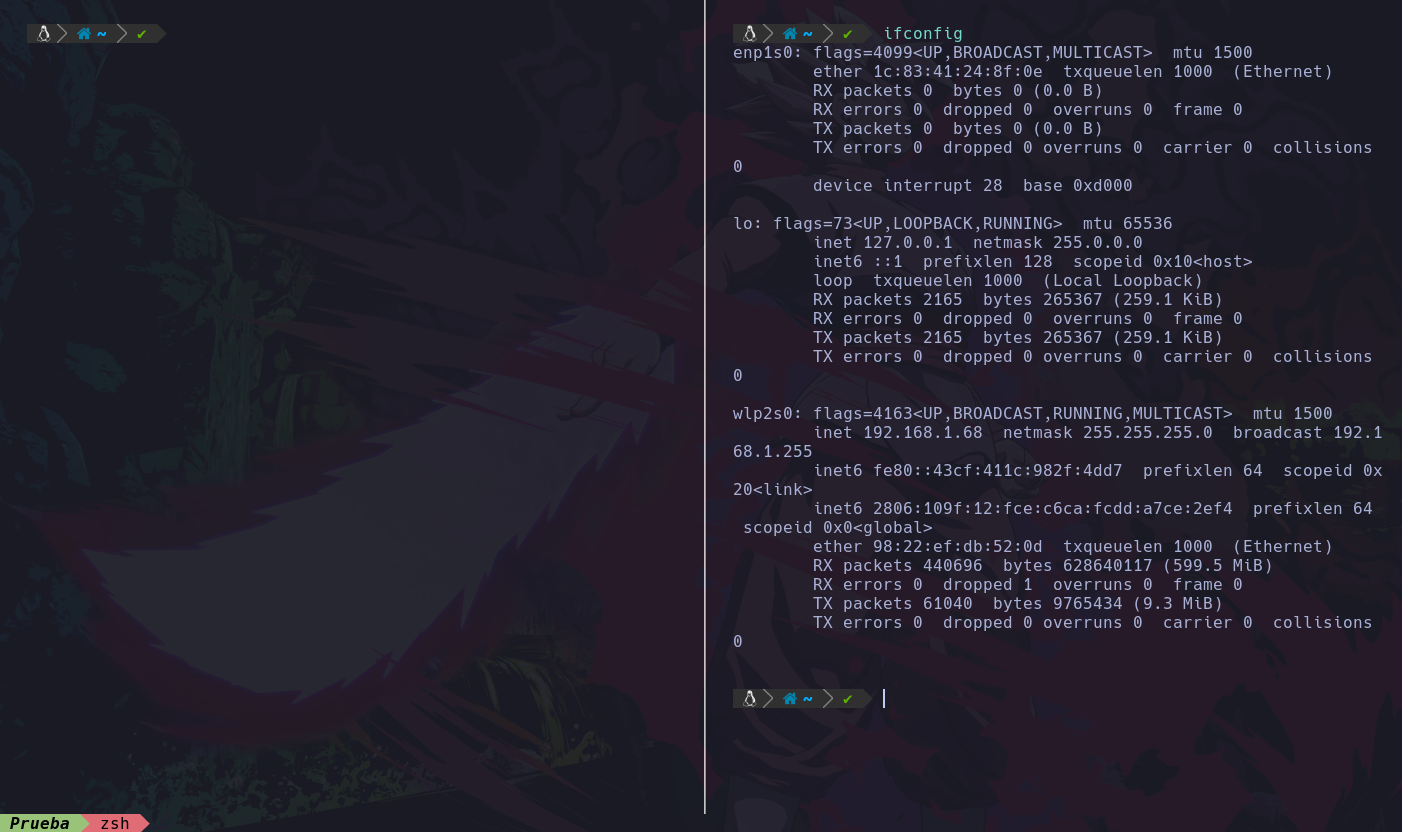 ~ ✔
~ ✔ ifconfig
enp1s0: flags=4099<UP,BROADCAST,MULTICAST>  mtu 1500
        ether 1c:83:41:24:8f:0e  txqueuelen 1000  (Ethernet)
        RX packets 0  bytes 0 (0.0 B)
        RX errors 0  dropped 0  overruns 0  frame 0
        TX packets 0  bytes 0 (0.0 B)
        TX errors 0  dropped 0 overruns 0  carrier 0  collisions
0
        device interrupt 28  base 0xd000

lo: flags=73<UP,LOOPBACK,RUNNING>  mtu 65536
        inet 127.0.0.1  netmask 255.0.0.0
        inet6 ::1  prefixlen 128  scopeid 0x10<host>
        loop  txqueuelen 1000  (Local Loopback)
        RX packets 2165  bytes 265367 (259.1 KiB)
        RX errors 0  dropped 0  overruns 0  frame 0
        TX packets 2165  bytes 265367 (259.1 KiB)
        TX errors 0  dropped 0 overruns 0  carrier 0  collisions
0

wlp2s0: flags=4163<UP,BROADCAST,RUNNING,MULTICAST>  mtu 1500
        inet 192.168.1.68  netmask 255.255.255.0  broadcast 192.1
68.1.255
        inet6 fe80::43cf:411c:982f:4dd7  prefixlen 64  scopeid 0x
20<link>
        inet6 2806:109f:12:fce:c6ca:fcdd:a7ce:2ef4  prefixlen 64
 scopeid 0x0<global>
        ether 98:22:ef:db:52:0d  txqueuelen 1000  (Ethernet)
        RX packets 440696  bytes 628640117 (599.5 MiB)
        RX errors 0  dropped 1  overruns 0  frame 0
        TX packets 61040  bytes 9765434 (9.3 MiB)
        TX errors 0  dropped 0 overruns 0  carrier 0  collisions
0

~ ✔
Prueba zsh